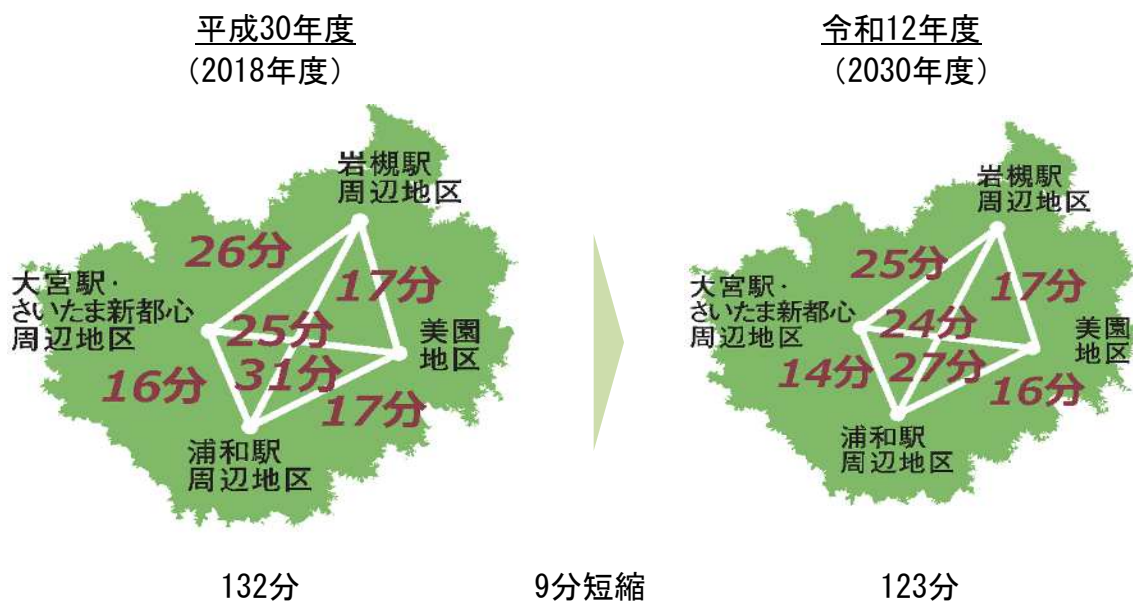 平成30年度
（2018年度）
岩槻駅
周辺地区
26分
17分
大宮駅・
さいたま新都心
周辺地区
25分
美園
地区
31分
16分
17分
浦和駅
周辺地区
132分
9分短縮
令和12年度
（2030年度）
岩槻駅
周辺地区
25分
17分
大宮駅・
さいたま新都心
周辺地区
24分
美園
地区
14分
27分
16分
浦和駅
周辺地区
123分